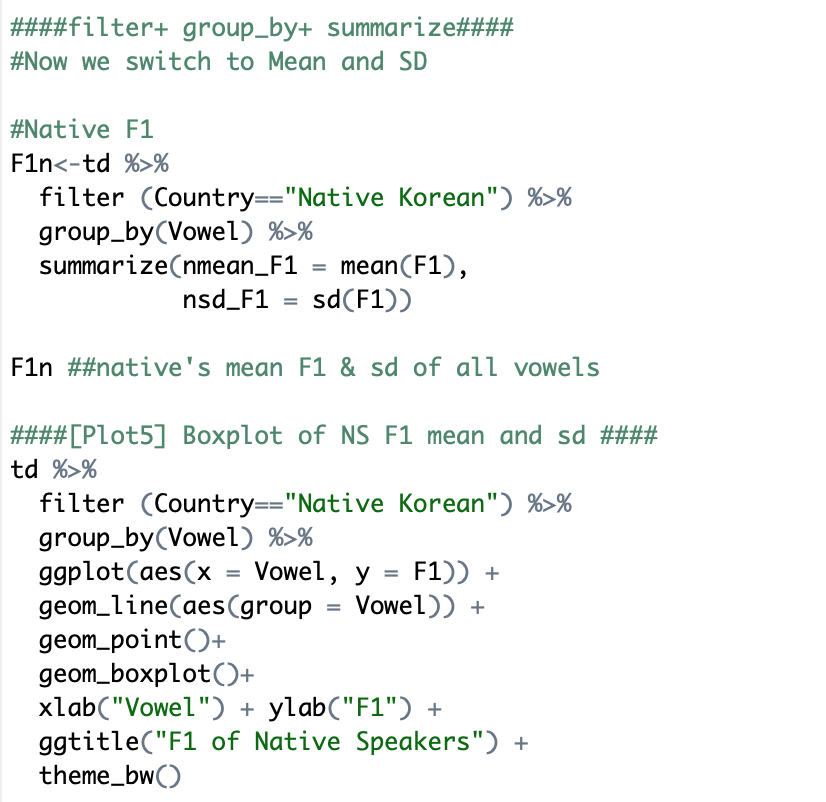 ####filter+ group_by+ summarize####
#Now we switch to Mean and SD
#Native F1
F1n<-td %>%
filter (Country=="Native Korean") %>%
group_by(Vowel) %>%
summarize(nmean_F1 = mean(F1),
nsd_F1 = sd(F1))
F1n ##native's mean F1 & sd of all vowels
####[Plot5] Boxplot of NS F1 mean and sd ####
td %>%
filter (Country=="Native Korean") %>%
group_by(Vowel) %>%
ggplot(aes(x = Vowel, y = F1)) +
geom_line(aes(group = Vowel)) +
geom_point()+
geom_boxplot()+
xlab("Vowel") + ylab("F1") +
ggtitle("F1 of Native Speakers") +
theme_bw()